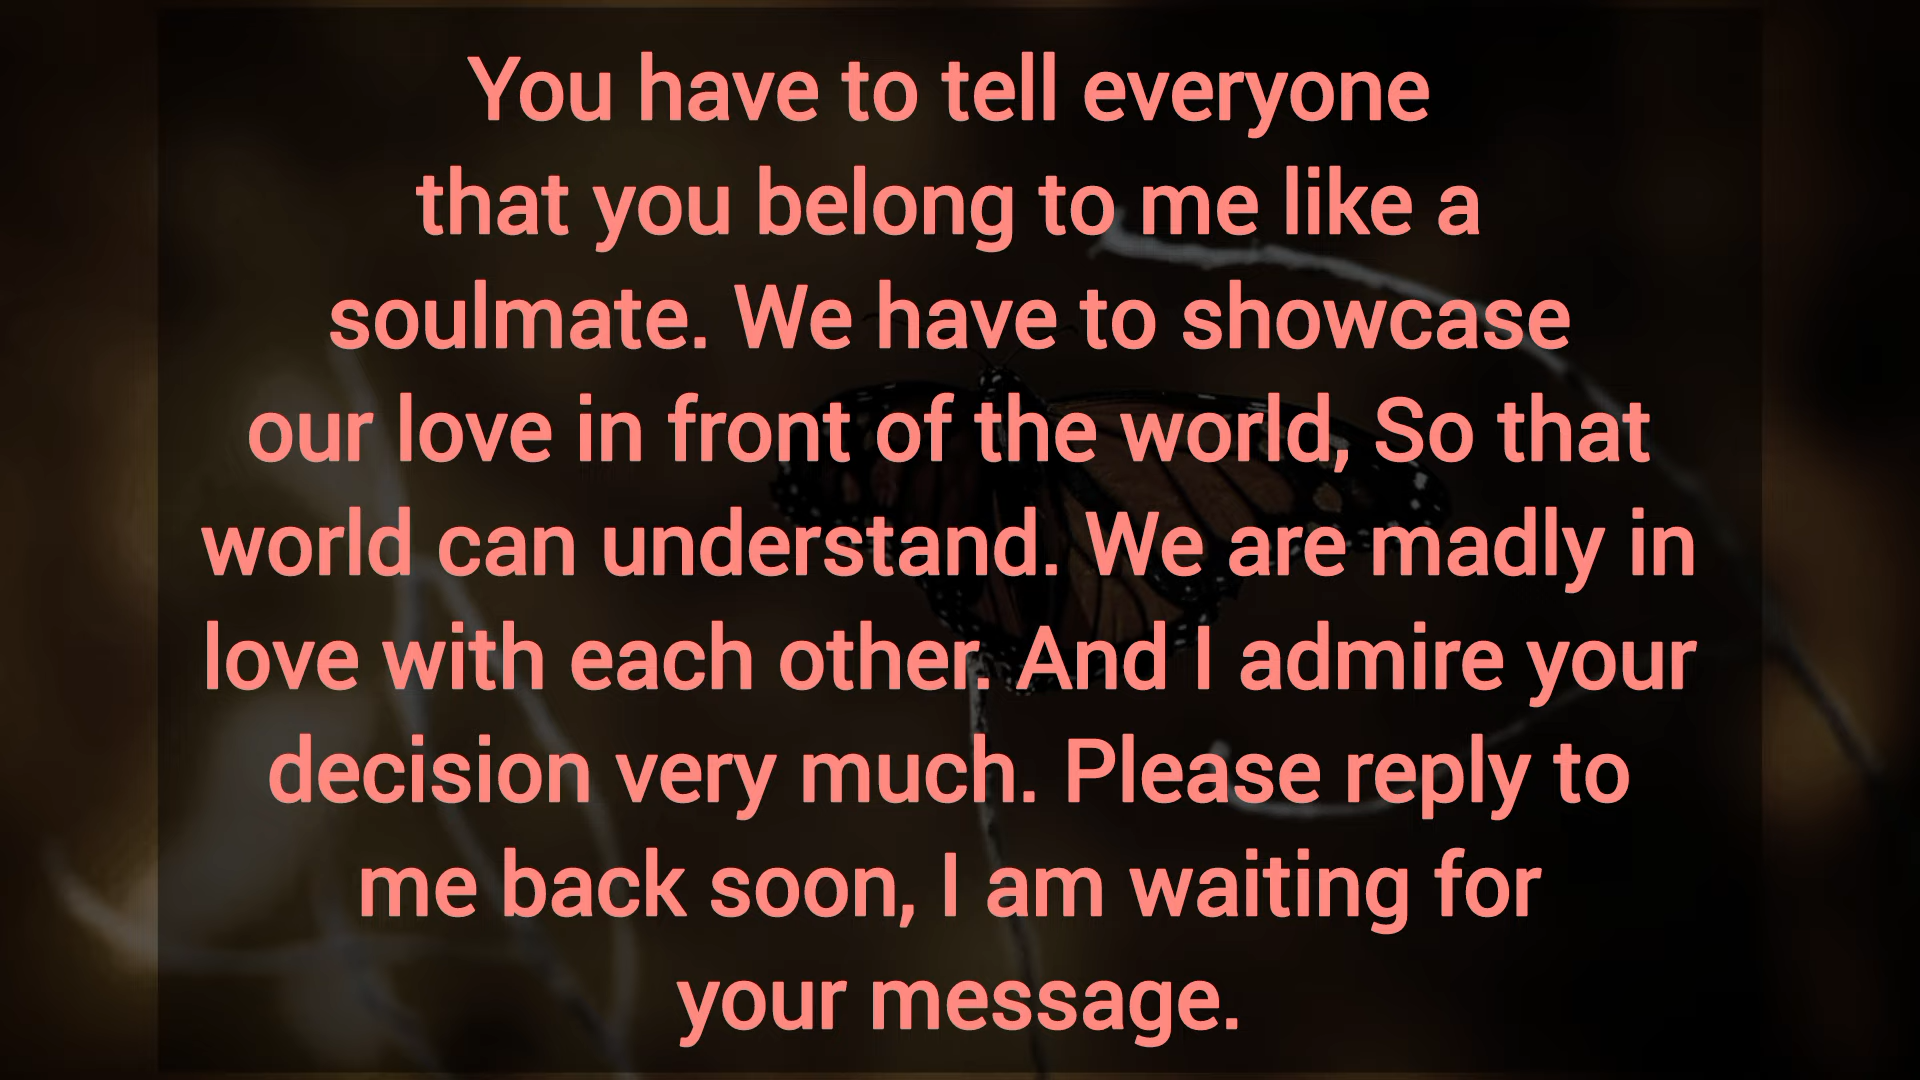 You have to tell everyone
that you belong to me like a
soulmate. We have to showcase
our love in front of the world, So that
world can understand. We are madly in
love with each other. And I admire your
decision very much. Please reply to
me back soon, I am waiting for
your message.